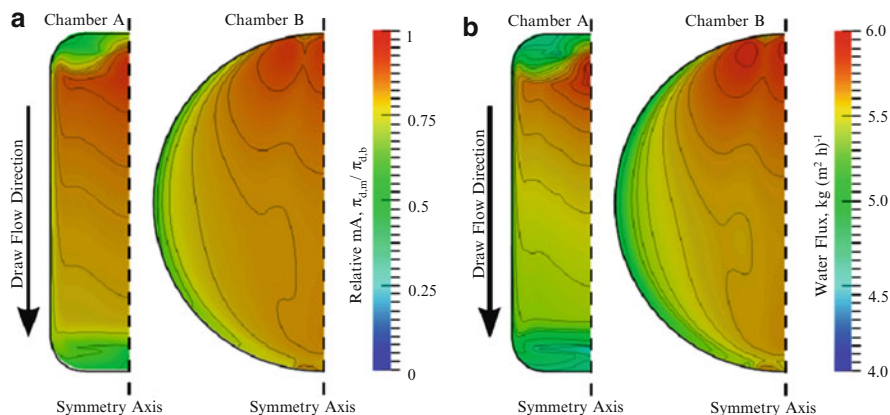 a
Chamber A
Chamber B
Draw Flow Direction
Symmetry Axis
Symmetry Axis
1
0.75
0.5
0.25
0
Relative mA, π_d,m/ π_d,b
b
Chamber A
Chamber B
Draw Flow Direction
Symmetry Axis
Symmetry Axis
6.0
5.5
5.0
4.5
4.0
Water Flux, kg (m² h)⁻¹